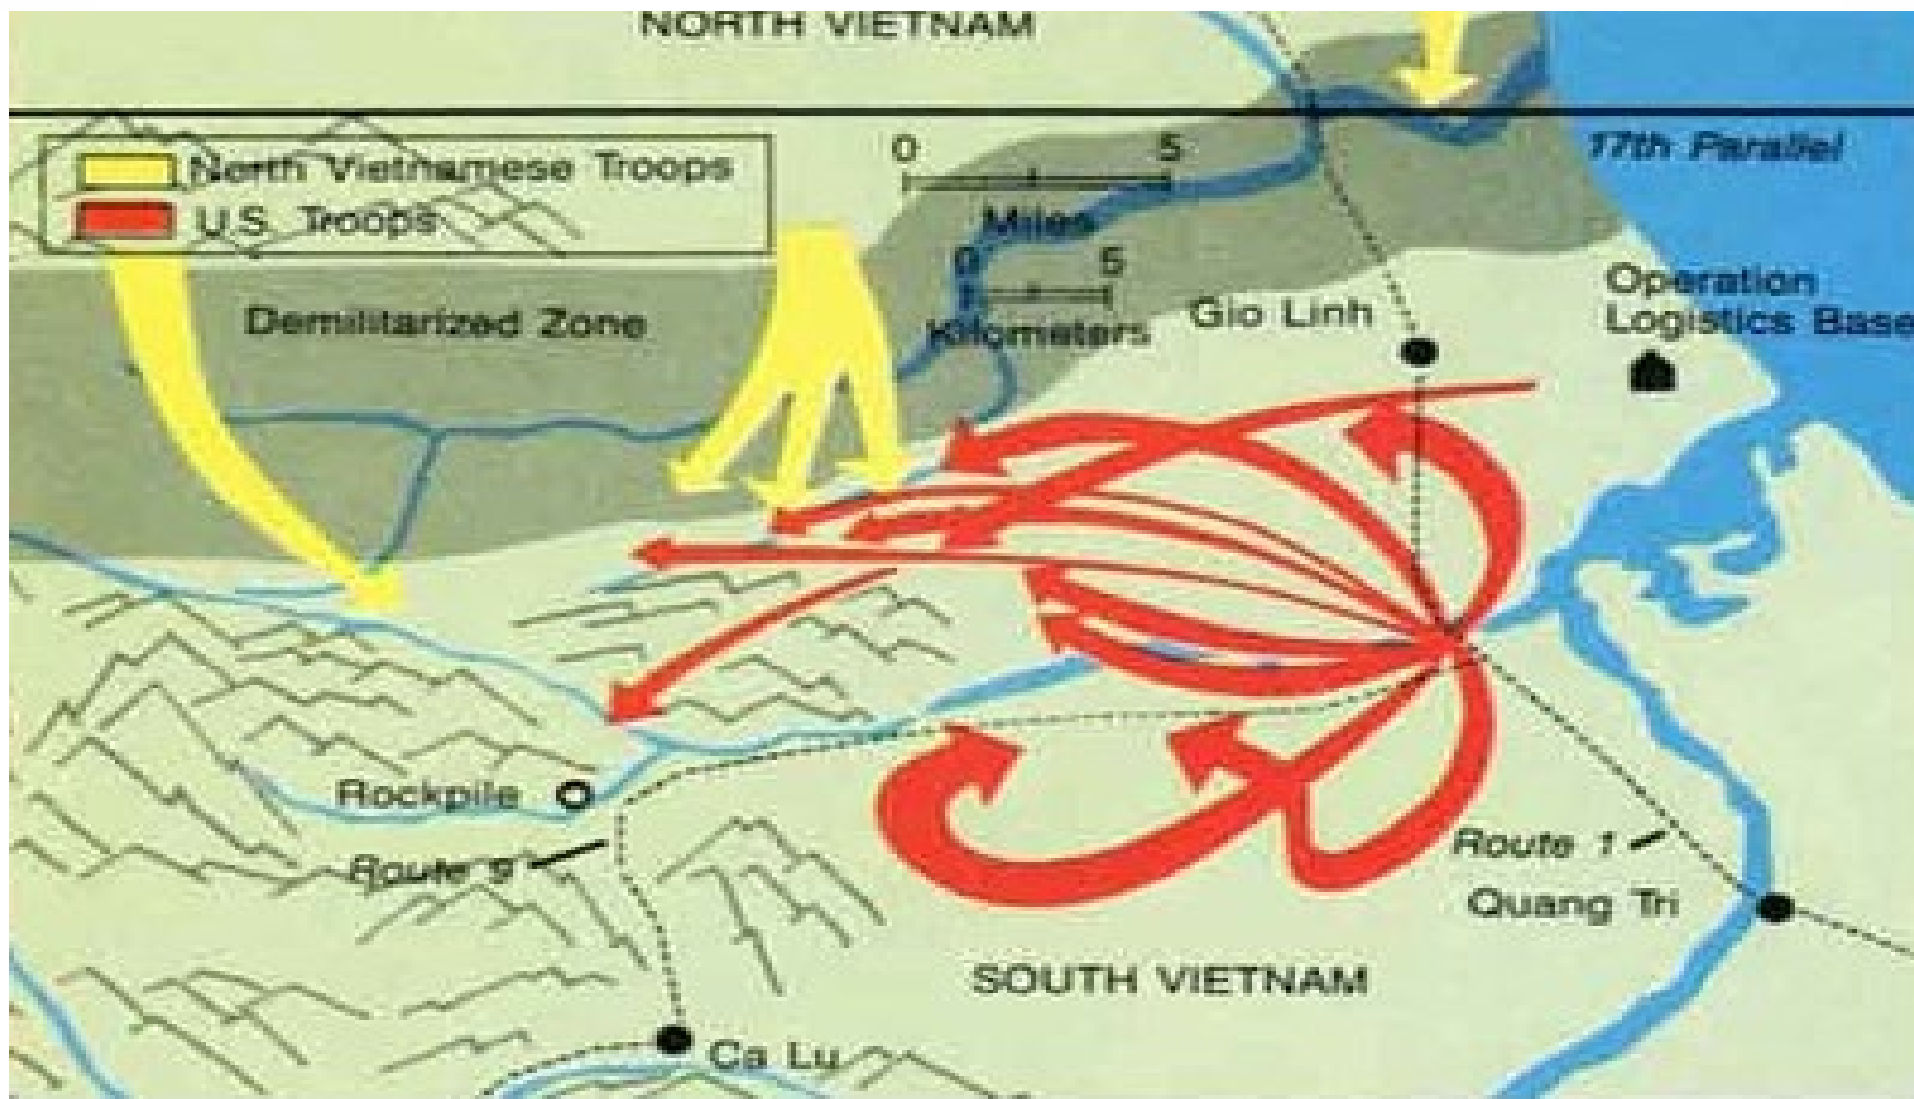 NORTH VIETNAM
17th Parallel
North Vietnamese Troops
U.S. Troops
0 5
Miles
0 5
Kilometers
Demilitarized Zone
Gio Linh
Operation
Logistics Base
Rockpile
Route 9
Route 1
Quang Tri
SOUTH VIETNAM
Ca Lu